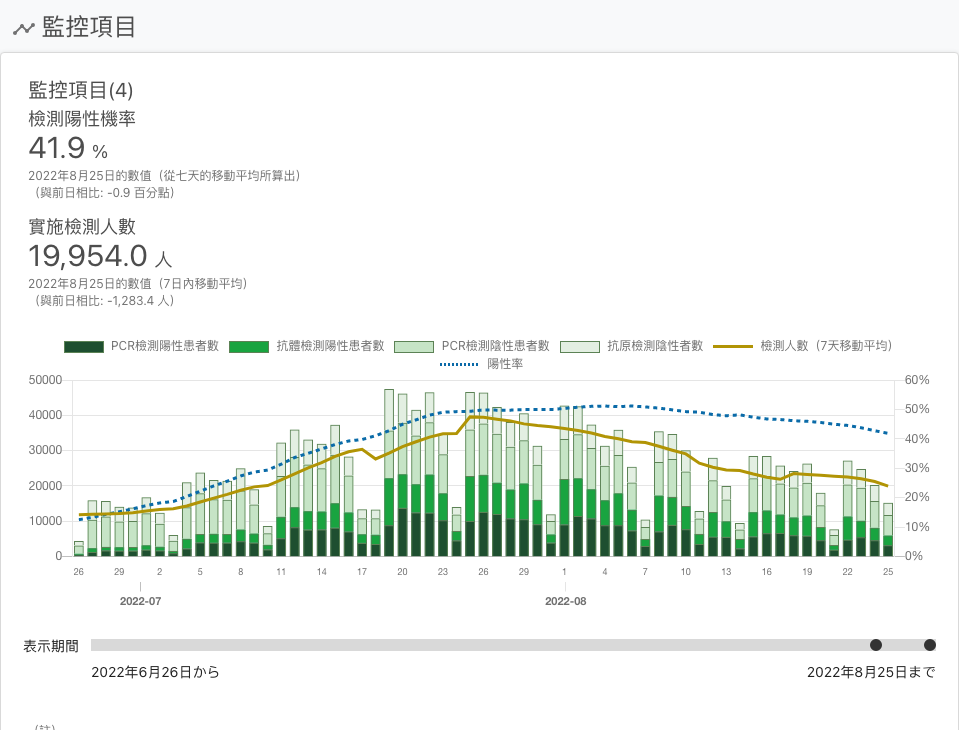 監控項目
監控項目(4)
檢測陽性機率
41.9 %
2022年8月25日的數值（從七天的移動平均所算出）
（與前日相比: -0.9 百分點）
實施檢測人數
19,954.0 人
2022年8月25日的數值（7日內移動平均）
（與前日相比: -1,283.4 人）
PCR檢測陽性患者數 抗體檢測陽性患者數 PCR檢測陰性患者數 抗原檢測陰性者數 檢測人數（7天移動平均）
陽性率
50000 60%
40000 50%
30000 40%
20000 30%
10000 20%
0 10%
0%
26 29 2 5 8 11 14 17 20 23 26 29 1 4 7 10 13 16 19 22 25
2022-07 2022-08
表示期間
2022年6月26日から 2022年8月25日まで
（註）